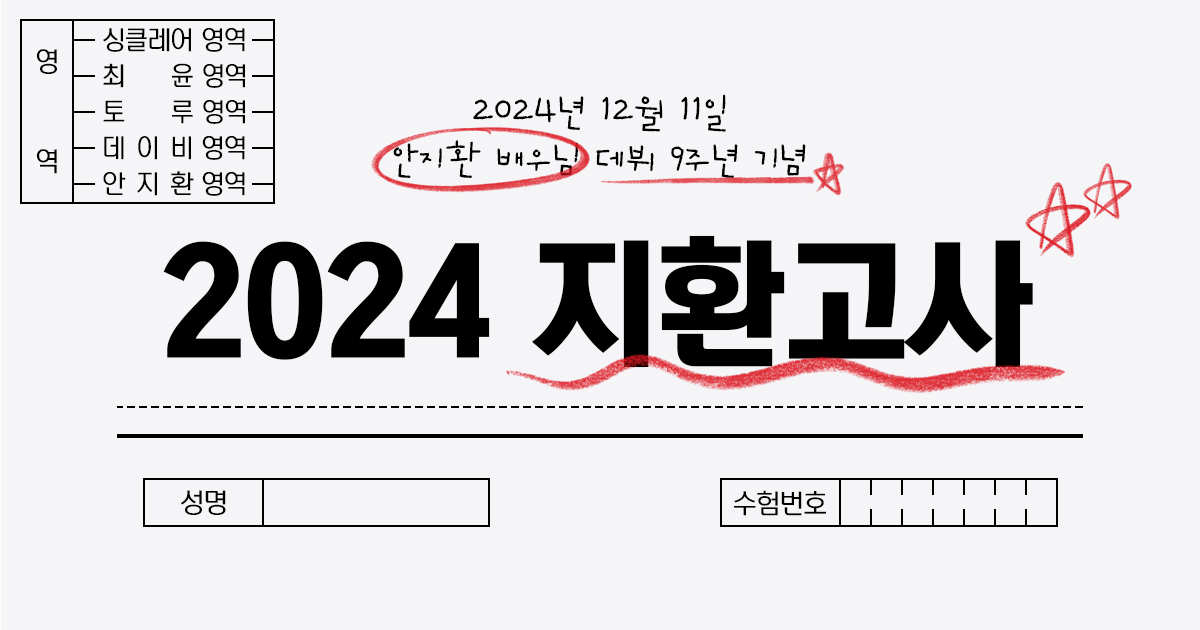 영역
싱클레어 영역
최 윤 영역
토 루 영역
데이비 영역
안지환 영역
2024년 12월 11일
안지환 배우님 데뷔 9주년 기념
2024 지환고사
성명
수험번호